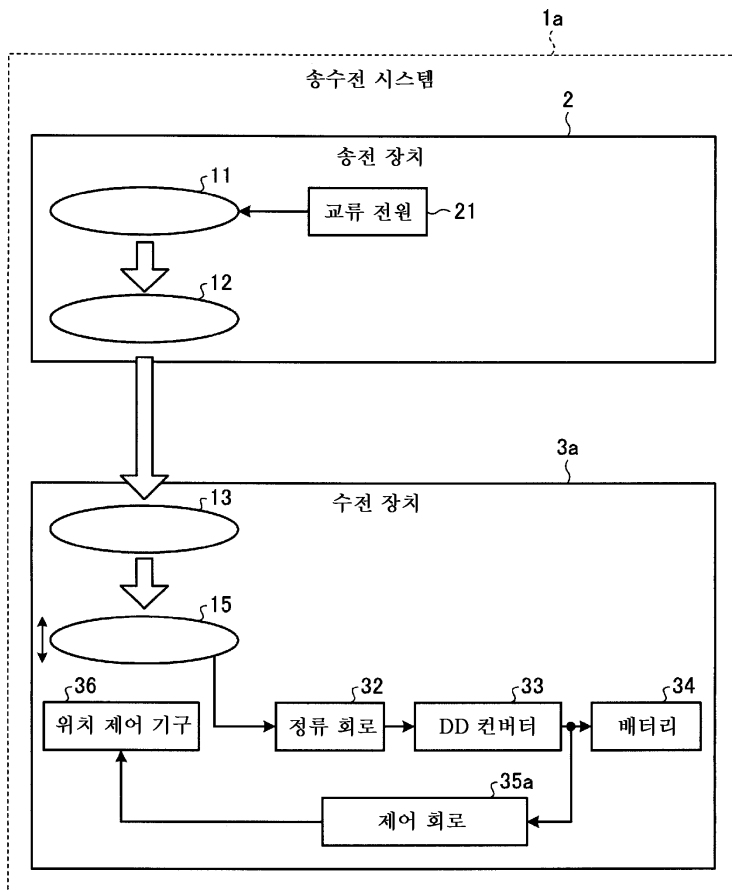 1a
송수전 시스템
2
송전 장치
11
교류 전원
21
12
3a
수전 장치
13
15
36
32
33
34
위치 제어 기구
정류 회로
DD 컨버터
배터리
35a
제어 회로